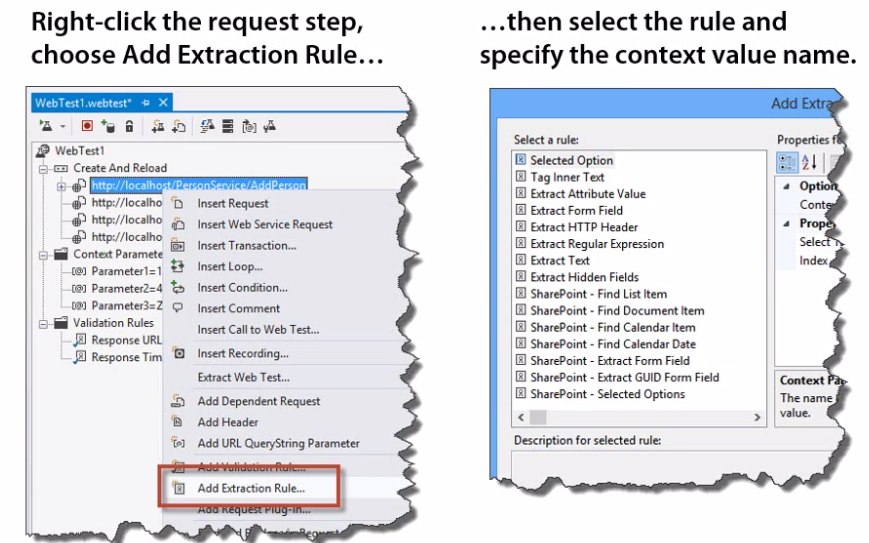 Right-click the request step,
choose Add Extraction Rule…
…then select the rule and
specify the context value name.
WebTest1.webtest*
WebTest1
Create And Reload
http://localhost/PersonService/AddPerson
http://localho
http://localho
http://localho
Context Paramete
Parameter1=1
Parameter2=4
Parameter3=Z
Validation Rules
Response URL
Response Tim
Insert Request
Insert Web Service Request
Insert Transaction...
Insert Loop...
Insert Condition...
Insert Comment
Insert Call to Web Test...
Insert Recording...
Extract Web Test...
Add Dependent Request
Add Header
Add URL QueryString Parameter
Add Validation Rule...
Add Extraction Rule...
Add Request Plug-in...
Add Extra
Select a rule:
Selected Option
Tag Inner Text
Extract Attribute Value
Extract Form Field
Extract HTTP Header
Extract Regular Expression
Extract Text
Extract Hidden Fields
SharePoint - Find List Item
SharePoint - Find Document Item
SharePoint - Find Calendar Item
SharePoint - Find Calendar Date
SharePoint - Extract Form Field
SharePoint - Extract GUID Form Field
SharePoint - Selected Options
Description for selected rule:
Properties f
Option
Conte
Prope
Select
Index
Context Pa
The name
value.